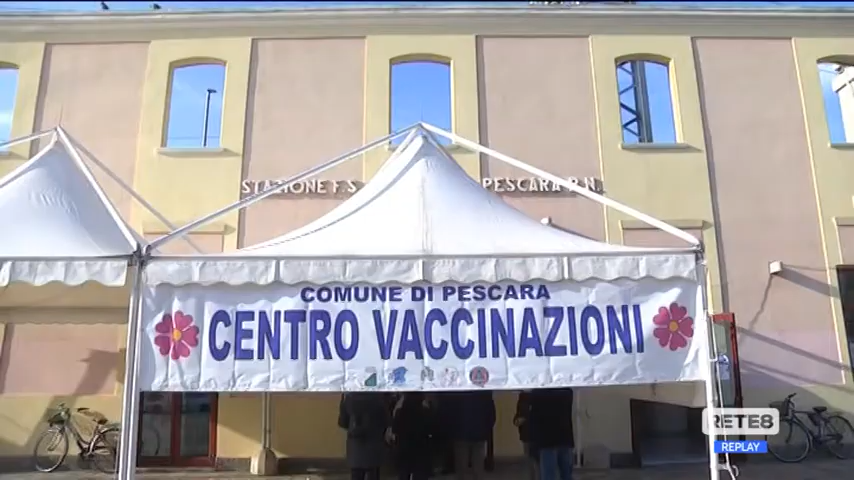 STAZIONE F.S.
PESCARA P.N.
COMUNE DI PESCARA
CENTRO VACCINAZIONI
RETE8
REPLAY